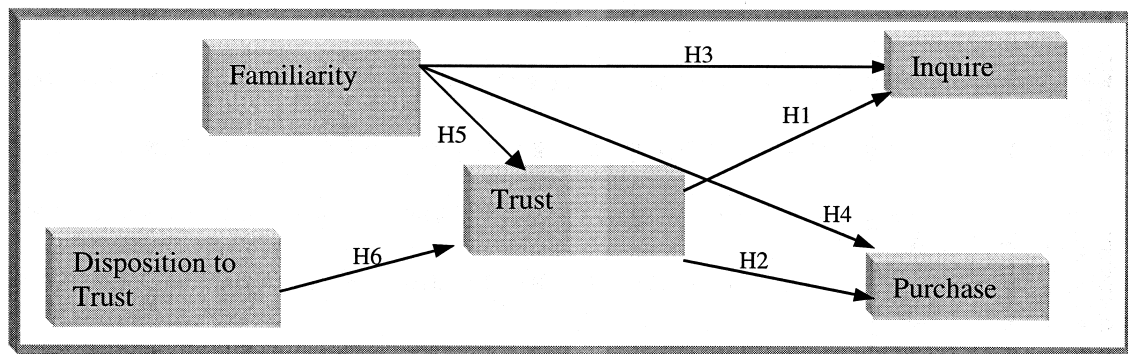 Familiarity
H3
Inquire
H1
H5
Trust
H4
Disposition to
Trust
H6
H2
Purchase